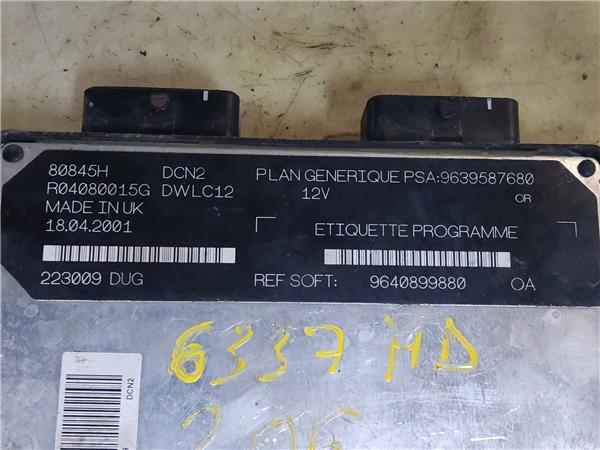 80845H DCN2 PLAN GENERIQUE PSA:9639587680
R04080015G DWLC12 12V OR
MADE IN UK
18.04.2001 ETIQUETTE PROGRAMME
223009 DUG REF SOFT: 9640899880 OA
6337 HD
206
DCN2